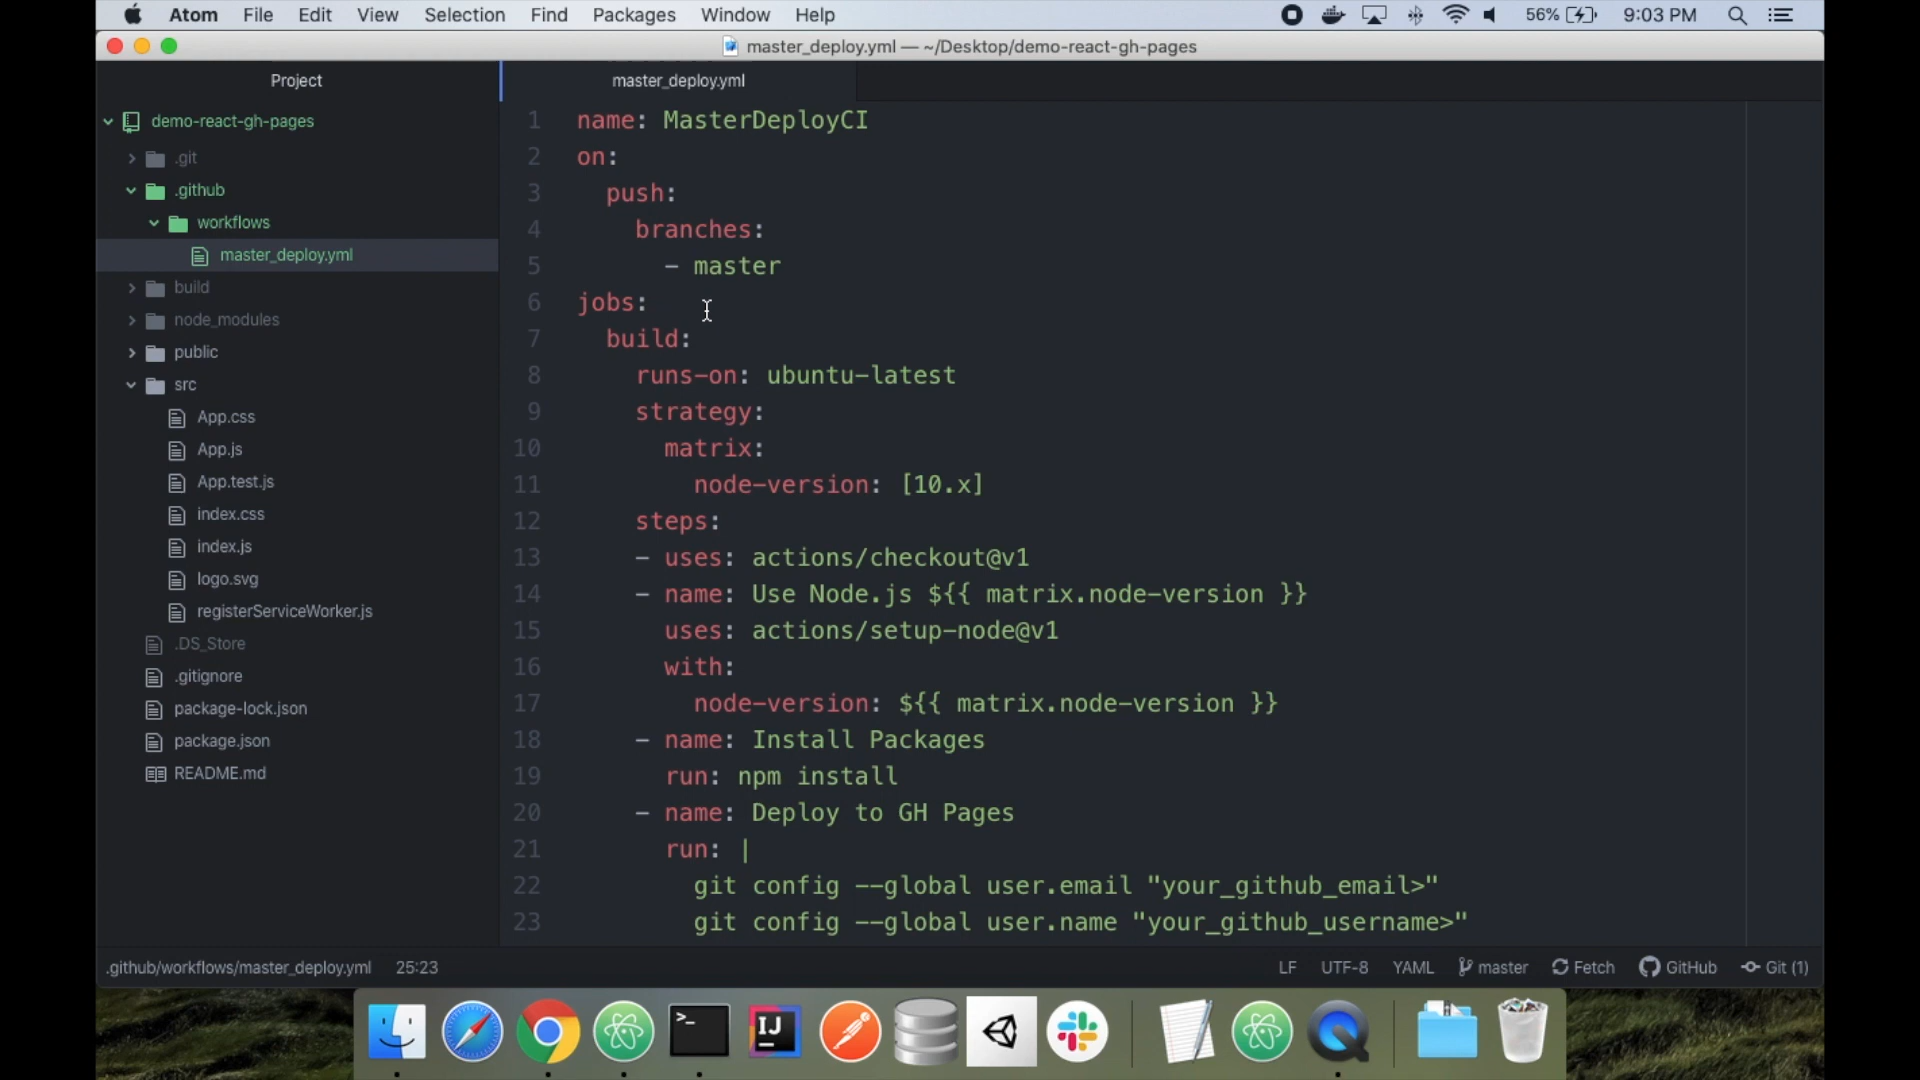 Atom File Edit View Selection Find Packages Window Help 56% 9:03 PM
master_deploy.yml — ~/Desktop/demo-react-gh-pages
Project
master_deploy.yml
demo-react-gh-pages
.git
.github
workflows
master_deploy.yml
build
node_modules
public
src
App.css
App.js
App.test.js
index.css
index.js
logo.svg
registerServiceWorker.js
.DS_Store
.gitignore
package-lock.json
package.json
README.md
1 name: MasterDeployCI
2 on:
3 push:
4 branches:
5 - master
6 jobs:
7 build:
8 runs-on: ubuntu-latest
9 strategy:
10 matrix:
11 node-version: [10.x]
12 steps:
13 - uses: actions/checkout@v1
14 - name: Use Node.js ${{ matrix.node-version }}
15 uses: actions/setup-node@v1
16 with:
17 node-version: ${{ matrix.node-version }}
18 - name: Install Packages
19 run: npm install
20 - name: Deploy to GH Pages
21 run: |
22 git config --global user.email "your_github_email>"
23 git config --global user.name "your_github_username>"
.github/workflows/master_deploy.yml 25:23 LF UTF-8 YAML master Fetch GitHub Git (1)
>_ IJ